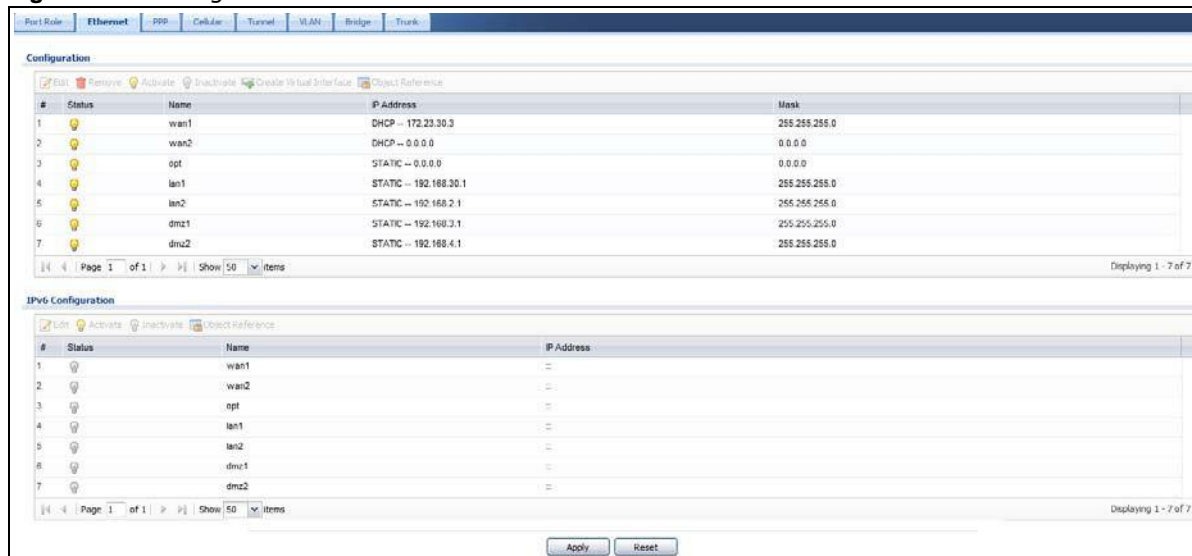 Port Role Ethernet PPP Cellular Tunnel VLAN Bridge Trunk
Configuration
Edit Remove Activate Inactivate Create Virtual Interface Object Reference
# Status Name IP Address Mask
1 wan1 DHCP -- 172.23.30.3 255.255.255.0
2 wan2 DHCP -- 0.0.0.0 0.0.0.0
3 opt STATIC -- 0.0.0.0 0.0.0.0
4 lan1 STATIC -- 192.168.30.1 255.255.255.0
5 lan2 STATIC -- 192.168.2.1 255.255.255.0
6 dmz1 STATIC -- 192.168.3.1 255.255.255.0
7 dmz2 STATIC -- 192.168.4.1 255.255.255.0
Page 1 of 1 Show 50 items Displaying 1 - 7 of 7
IPv6 Configuration
Edit Activate Inactivate Object Reference
# Status Name IP Address
1 wan1 ::
2 wan2 ::
3 opt ::
4 lan1 ::
5 lan2 ::
6 dmz1 ::
7 dmz2 ::
Page 1 of 1 Show 50 items Displaying 1 - 7 of 7
Apply Reset